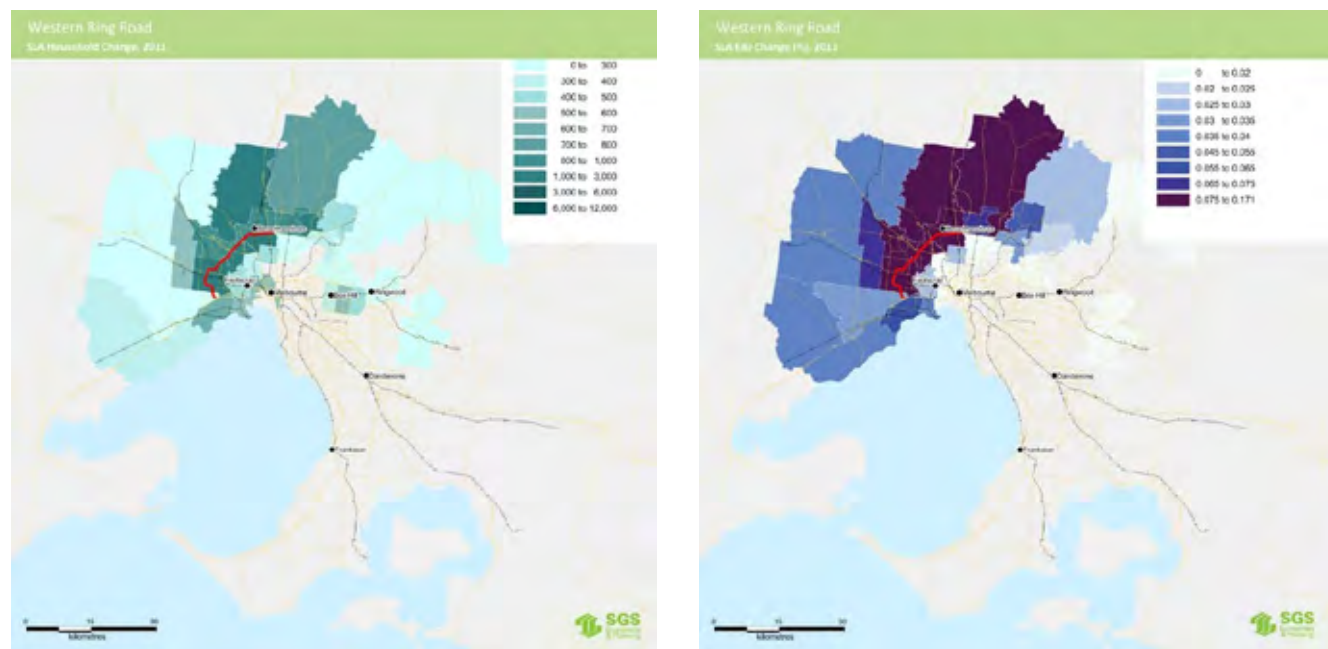 Western Ring Road
SLA Household Change, 2011
0 to 300
300 to 400
400 to 500
500 to 600
600 to 700
700 to 800
800 to 1,000
1,000 to 3,000
3,000 to 6,000
6,000 to 12,000
Melbourne
Box Hill
Ringwood
Dandenong
Frankston
kilometres
SGS
Economics
& Planning
Western Ring Road
2011
0 to 0.02
0.02 to 0.025
0.025 to 0.03
0.03 to 0.035
0.035 to 0.04
0.045 to 0.055
0.055 to 0.065
0.065 to 0.075
0.075 to 0.171
Melbourne
Box Hill
Ringwood
Dandenong
Frankston
kilometres
SGS
Economics
& Planning